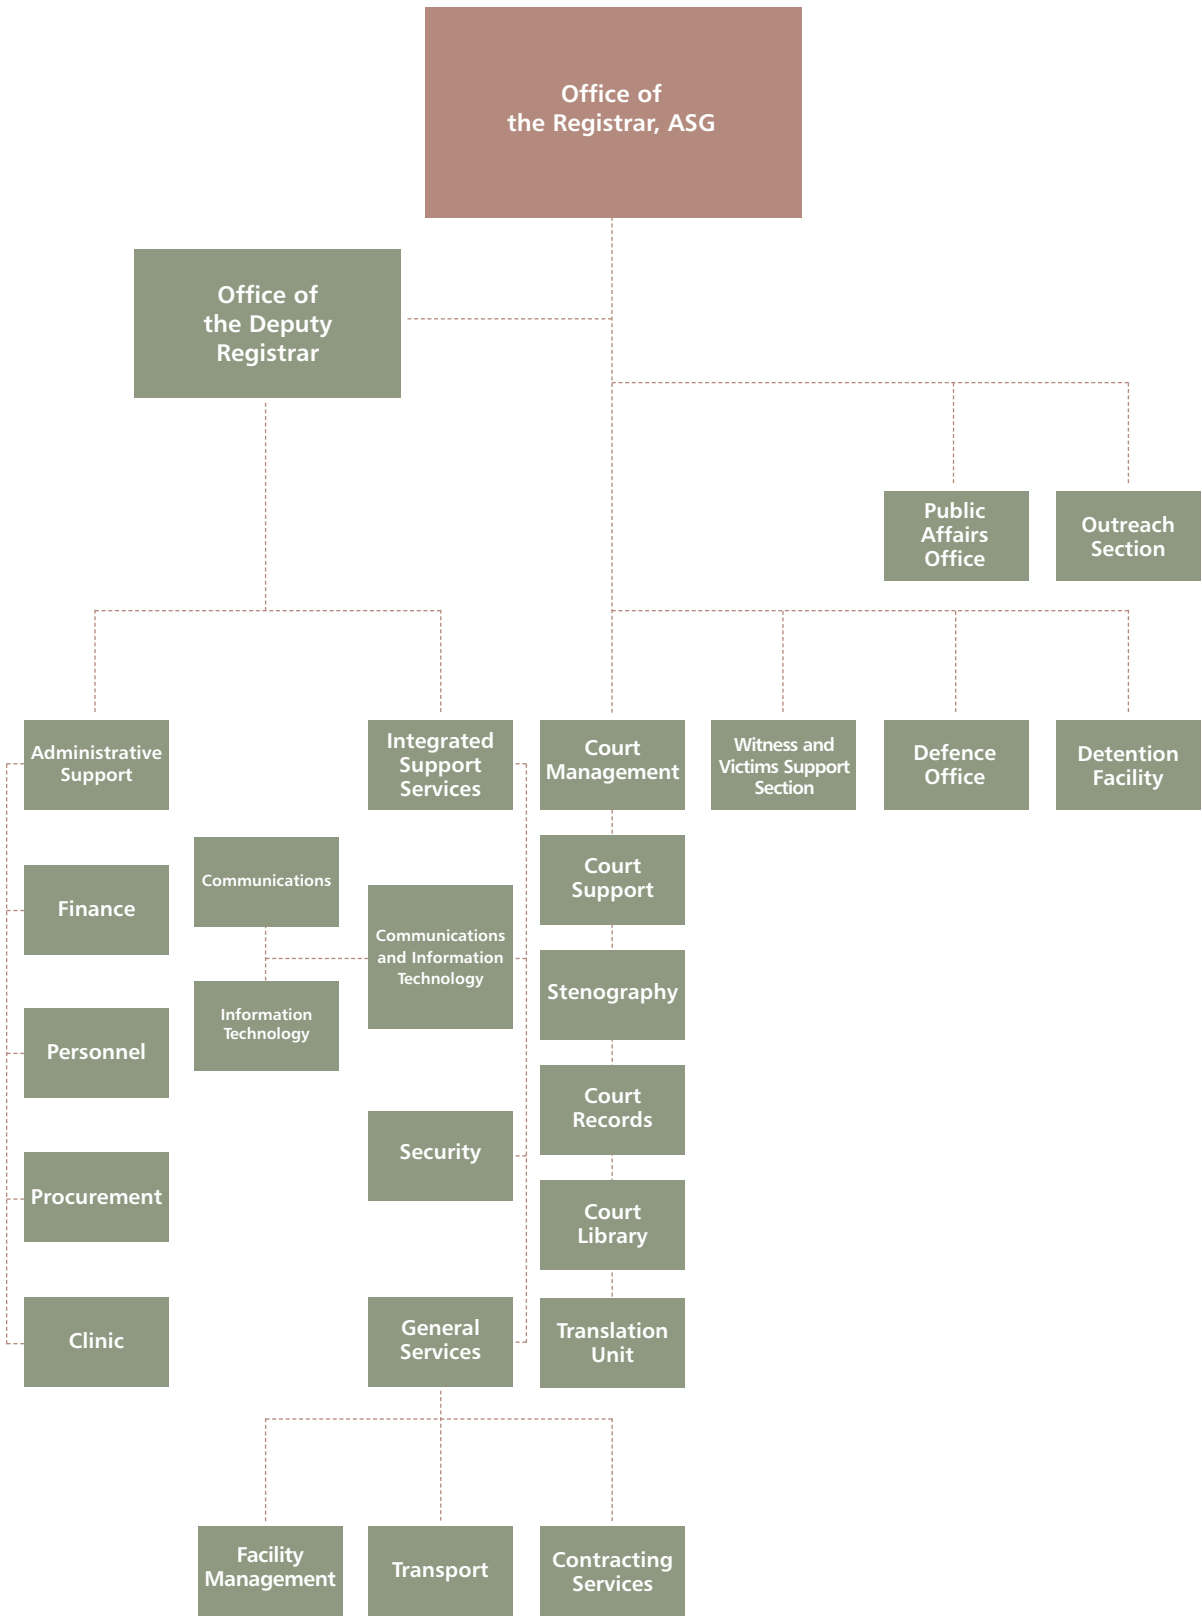 Office of
the Registrar, ASG
Office of
the Deputy
Registrar
Public
Affairs
Office
Outreach
Section
Administrative
Support
Integrated
Support
Services
Court
Management
Witness and
Victims Support
Section
Defence
Office
Detention
Facility
Communications
Court
Support
Finance
Communications
and Information
Technology
Stenography
Information
Technology
Personnel
Court
Records
Security
Procurement
Court
Library
Clinic
General
Services
Translation
Unit
Facility
Management
Transport
Contracting
Services